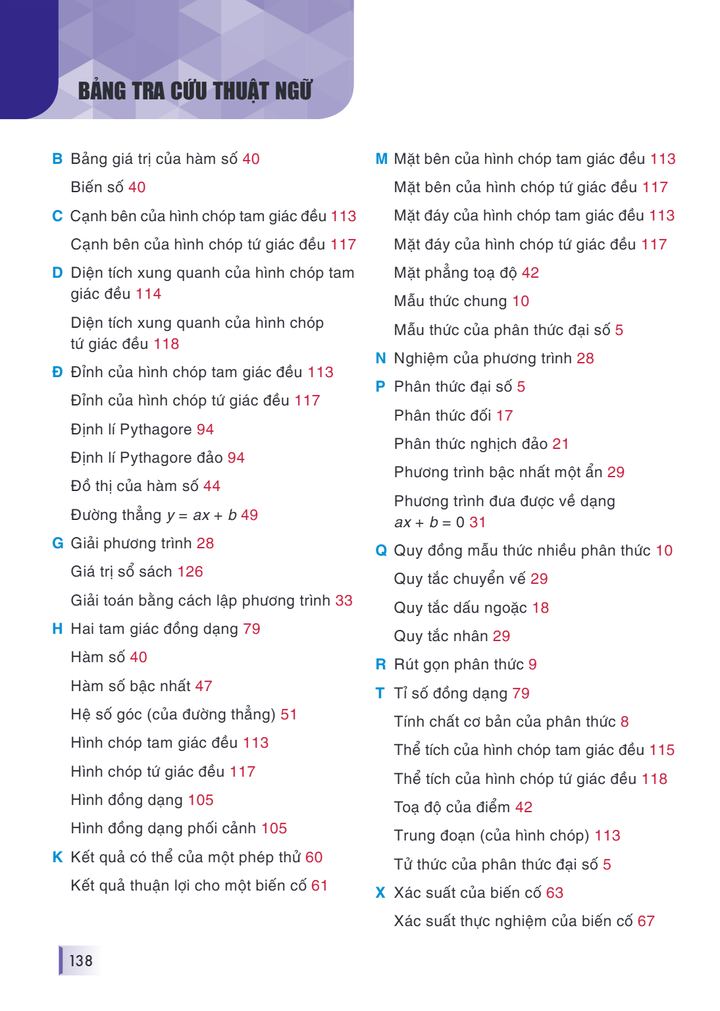 BẢNG TRA CỨU THUẬT NGỮ
B Bảng giá trị của hàm số 40
Biến số 40
C Cạnh bên của hình chóp tam giác đều 113
Cạnh bên của hình chóp tứ giác đều 117
D Diện tích xung quanh của hình chóp tam
giác đều 114
Diện tích xung quanh của hình chóp
tứ giác đều 118
Đ Đỉnh của hình chóp tam giác đều 113
Đỉnh của hình chóp tứ giác đều 117
Định lí Pythagore 94
Định lí Pythagore đảo 94
Đồ thị của hàm số 44
Đường thẳng y = ax + b 49
G Giải phương trình 28
Giá trị sổ sách 126
Giải toán bằng cách lập phương trình 33
H Hai tam giác đồng dạng 79
Hàm số 40
Hàm số bậc nhất 47
Hệ số góc (của đường thẳng) 51
Hình chóp tam giác đều 113
Hình chóp tứ giác đều 117
Hình đồng dạng 105
Hình đồng dạng phối cảnh 105
K Kết quả có thể của một phép thử 60
Kết quả thuận lợi cho một biến cố 61
M Mặt bên của hình chóp tam giác đều 113
Mặt bên của hình chóp tứ giác đều 117
Mặt đáy của hình chóp tam giác đều 113
Mặt đáy của hình chóp tứ giác đều 117
Mặt phẳng toạ độ 42
Mẫu thức chung 10
Mẫu thức của phân thức đại số 5
N Nghiệm của phương trình 28
P Phân thức đại số 5
Phân thức đối 17
Phân thức nghịch đảo 21
Phương trình bậc nhất một ẩn 29
Phương trình đưa được về dạng
ax + b = 0 31
Q Quy đồng mẫu thức nhiều phân thức 10
Quy tắc chuyển vế 29
Quy tắc dấu ngoặc 18
Quy tắc nhân 29
R Rút gọn phân thức 9
T Tỉ số đồng dạng 79
Tính chất cơ bản của phân thức 8
Thể tích của hình chóp tam giác đều 115
Thể tích của hình chóp tứ giác đều 118
Toạ độ của điểm 42
Trung đoạn (của hình chóp) 113
Tử thức của phân thức đại số 5
X Xác suất của biến cố 63
Xác suất thực nghiệm của biến cố 67
138